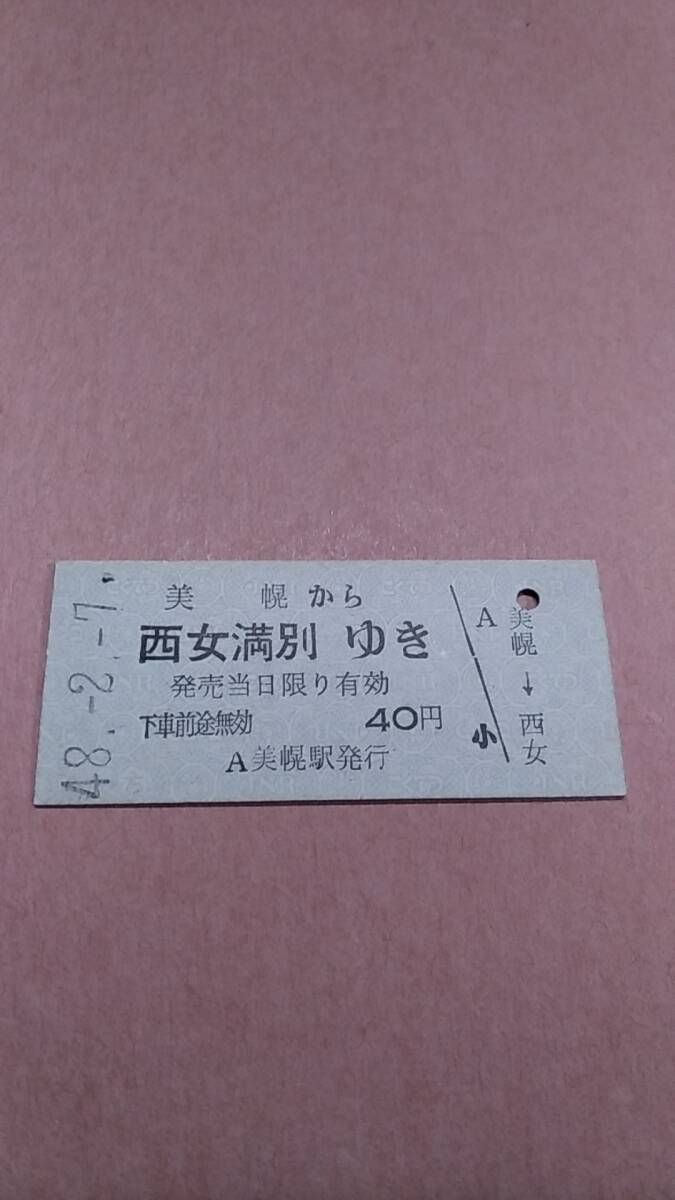 48.-2.-7.
美　幌から
西女満別 ゆき
発売当日限り有効
下車前途無効　40円
A美幌駅発行
A 小
美幌→西女